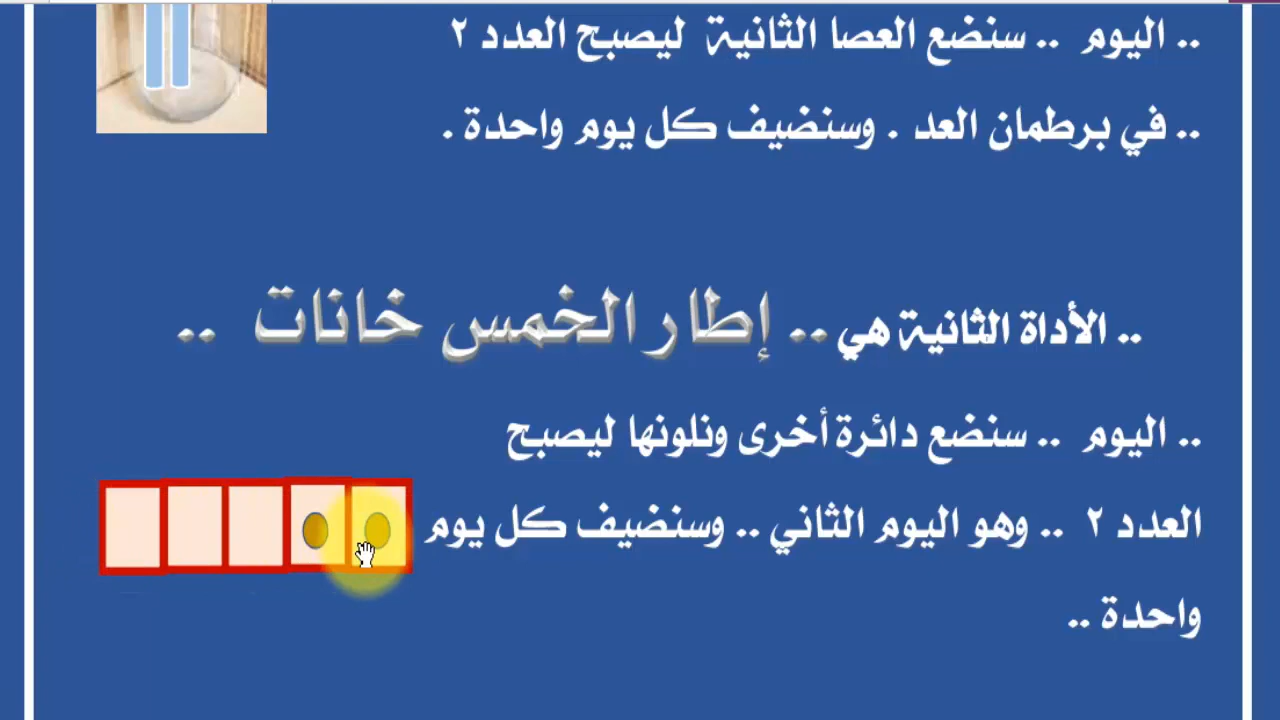 .. اليوم .. سنضع العصا الثانية ليصبح العدد ٢
.. في برطمان العد . وسنضيف كل يوم واحدة .
.. الأداة الثانية هي .. إطار الخمس خانات ..
.. اليوم .. سنضع دائرة أخرى ونلونها ليصبح
العدد ٢ .. وهو اليوم الثاني .. وسنضيف كل يوم
واحدة ..